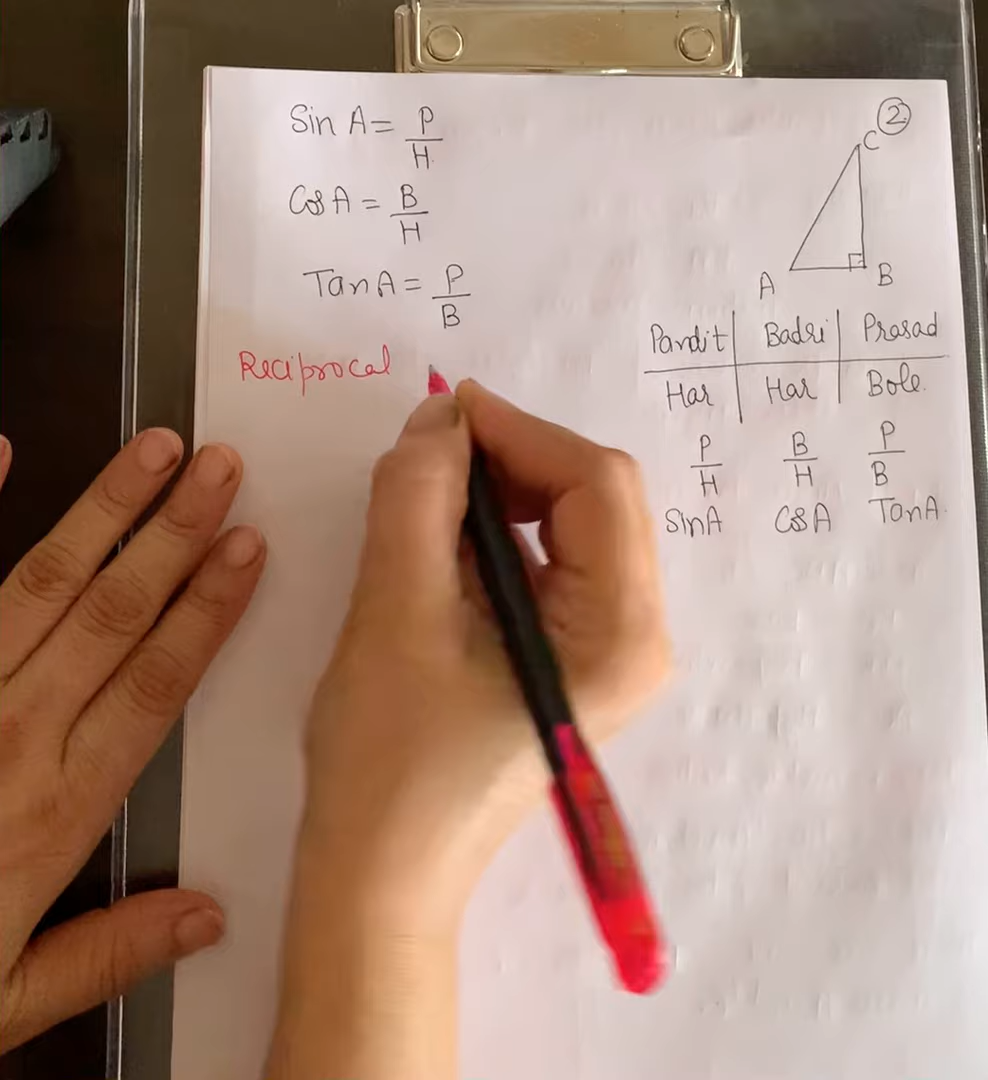 Sin A = P/H
Cos A = B/H
Tan A = P/B
Reciprocal
2
C
A
B
Pandit | Badri | Prasad
Har | Har | Bole.
P/H B/H P/B
SinA CosA TanA.